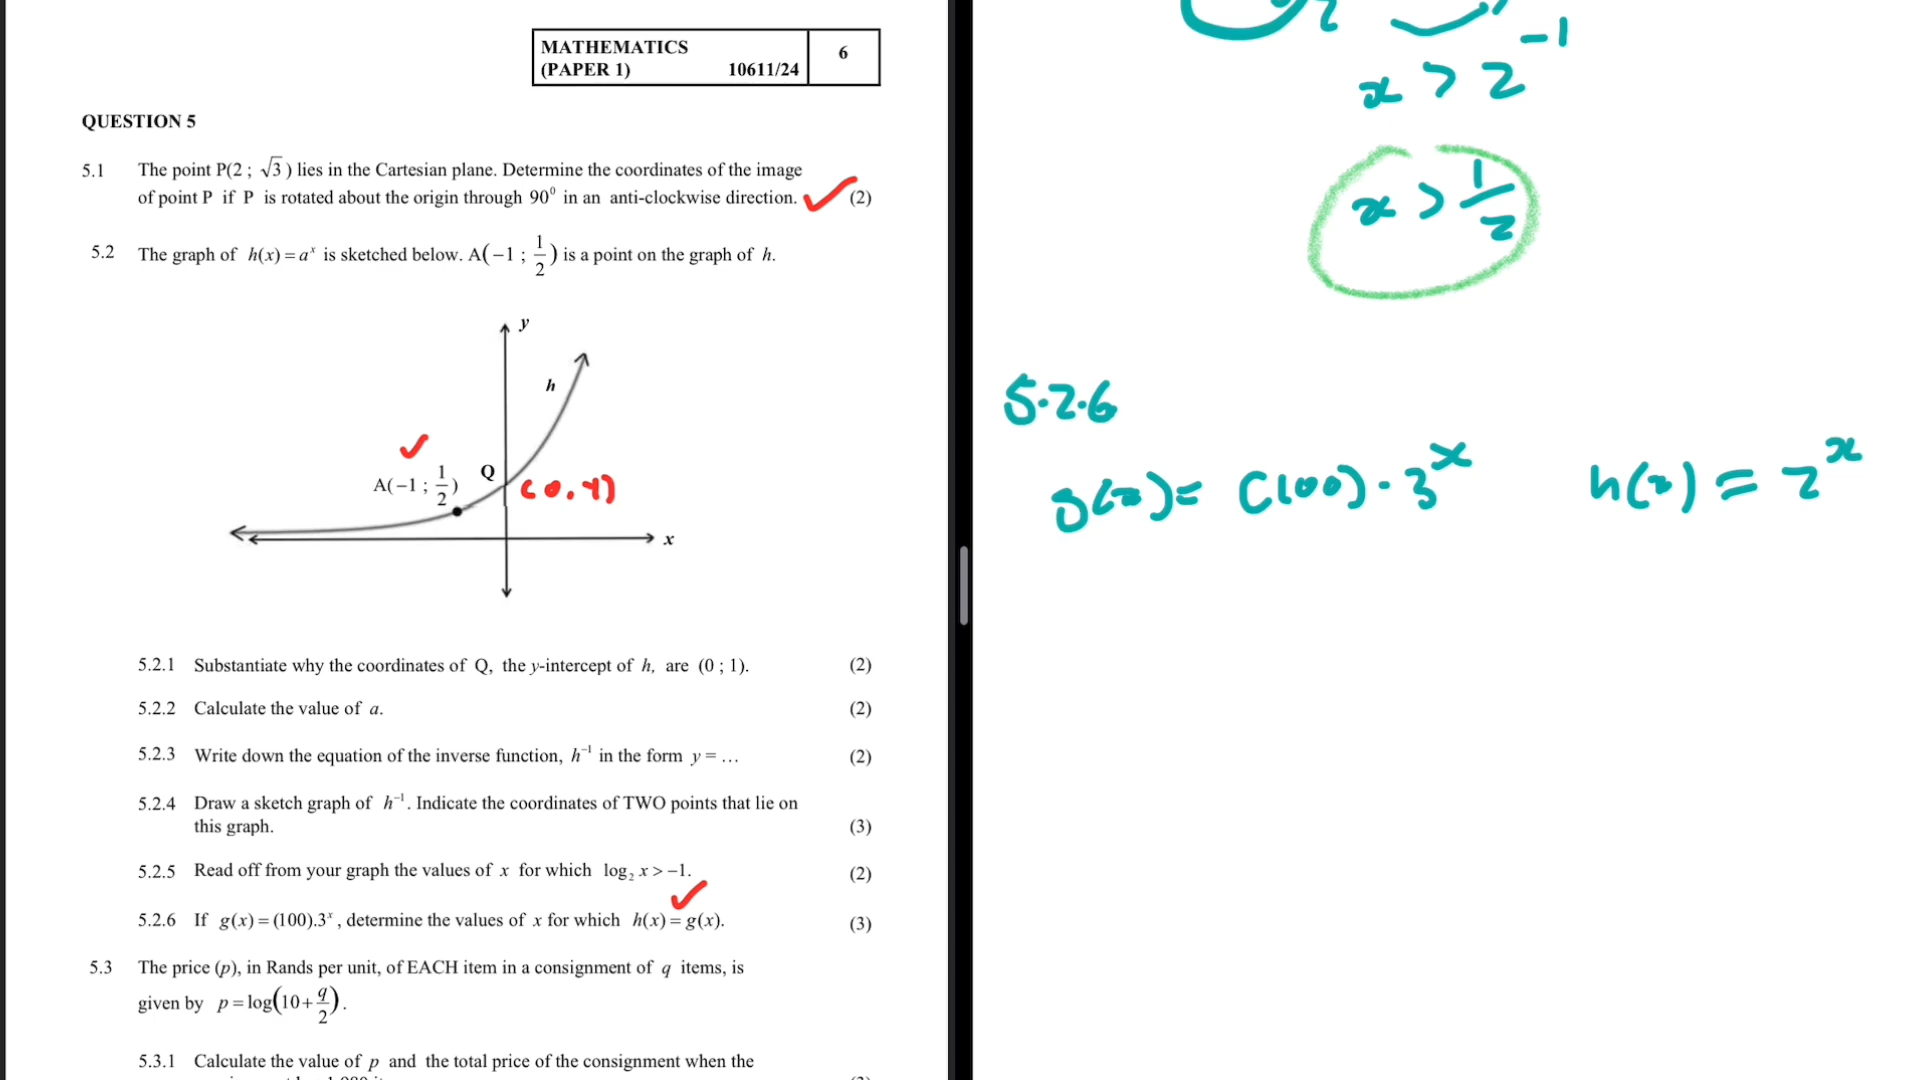 MATHEMATICS
(PAPER 1) 10611/24
6
QUESTION 5
5.1 The point P(2 ; √3) lies in the Cartesian plane. Determine the coordinates of the image
of point P if P is rotated about the origin through 90⁰ in an anti-clockwise direction. (2)
5.2 The graph of h(x) = aˣ is sketched below. A(−1 ; 1/2) is a point on the graph of h.
y
h
A(−1 ; 1/2)
Q
(0,1)
x
5.2.1 Substantiate why the coordinates of Q, the y-intercept of h, are (0 ; 1). (2)
5.2.2 Calculate the value of a. (2)
5.2.3 Write down the equation of the inverse function, h⁻¹ in the form y = … (2)
5.2.4 Draw a sketch graph of h⁻¹. Indicate the coordinates of TWO points that lie on
this graph. (3)
5.2.5 Read off from your graph the values of x for which log₂ x > −1. (2)
5.2.6 If g(x) = (100).3ˣ, determine the values of x for which h(x) = g(x). (3)
5.3 The price (p), in Rands per unit, of EACH item in a consignment of q items, is
given by p = log(10 + q/2).
5.3.1 Calculate the value of p and the total price of the consignment when the
x > 2⁻¹
x > 1/2
5.2.6
g(x) = (100) · 3ˣ h(x) = 2ˣ